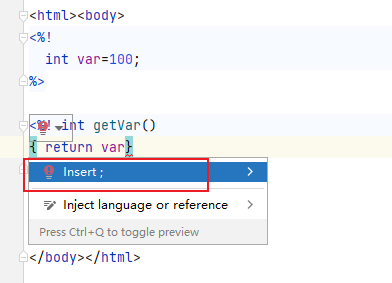 <html><body>
<%!
int var=100;
%>
<%! int getVar()
{ return var}
Insert ;
Inject language or reference
Press Ctrl+Q to toggle preview
</body></html>